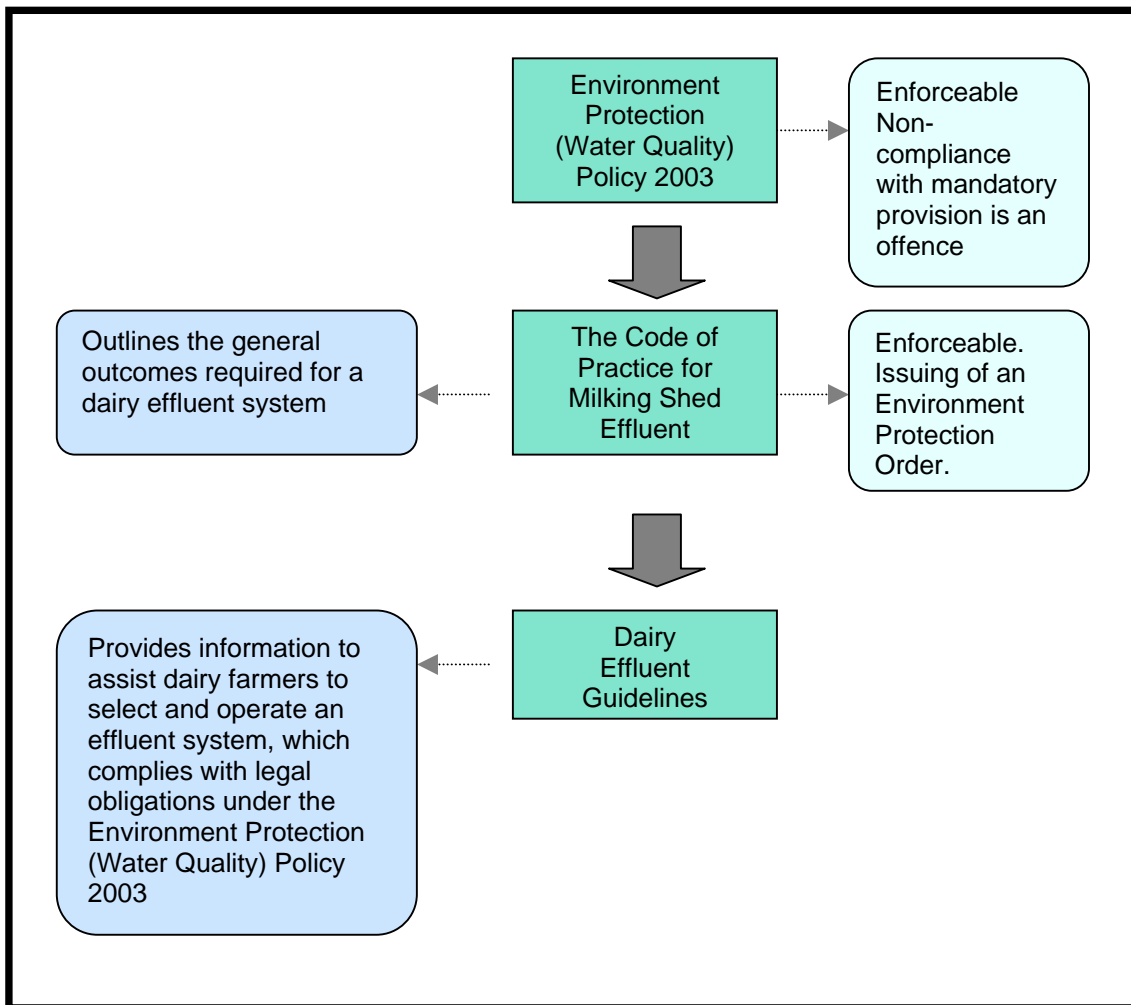 Environment
Protection
(Water Quality)
Policy 2003
Enforceable
Non-
compliance
with mandatory
provision is an
offence
Outlines the general
outcomes required for a
dairy effluent system
The Code of
Practice for
Milking Shed
Effluent
Enforceable.
Issuing of an
Environment
Protection
Order.
Provides information to
assist dairy farmers to
select and operate an
effluent system, which
complies with legal
obligations under the
Environment Protection
(Water Quality) Policy
2003
Dairy
Effluent
Guidelines